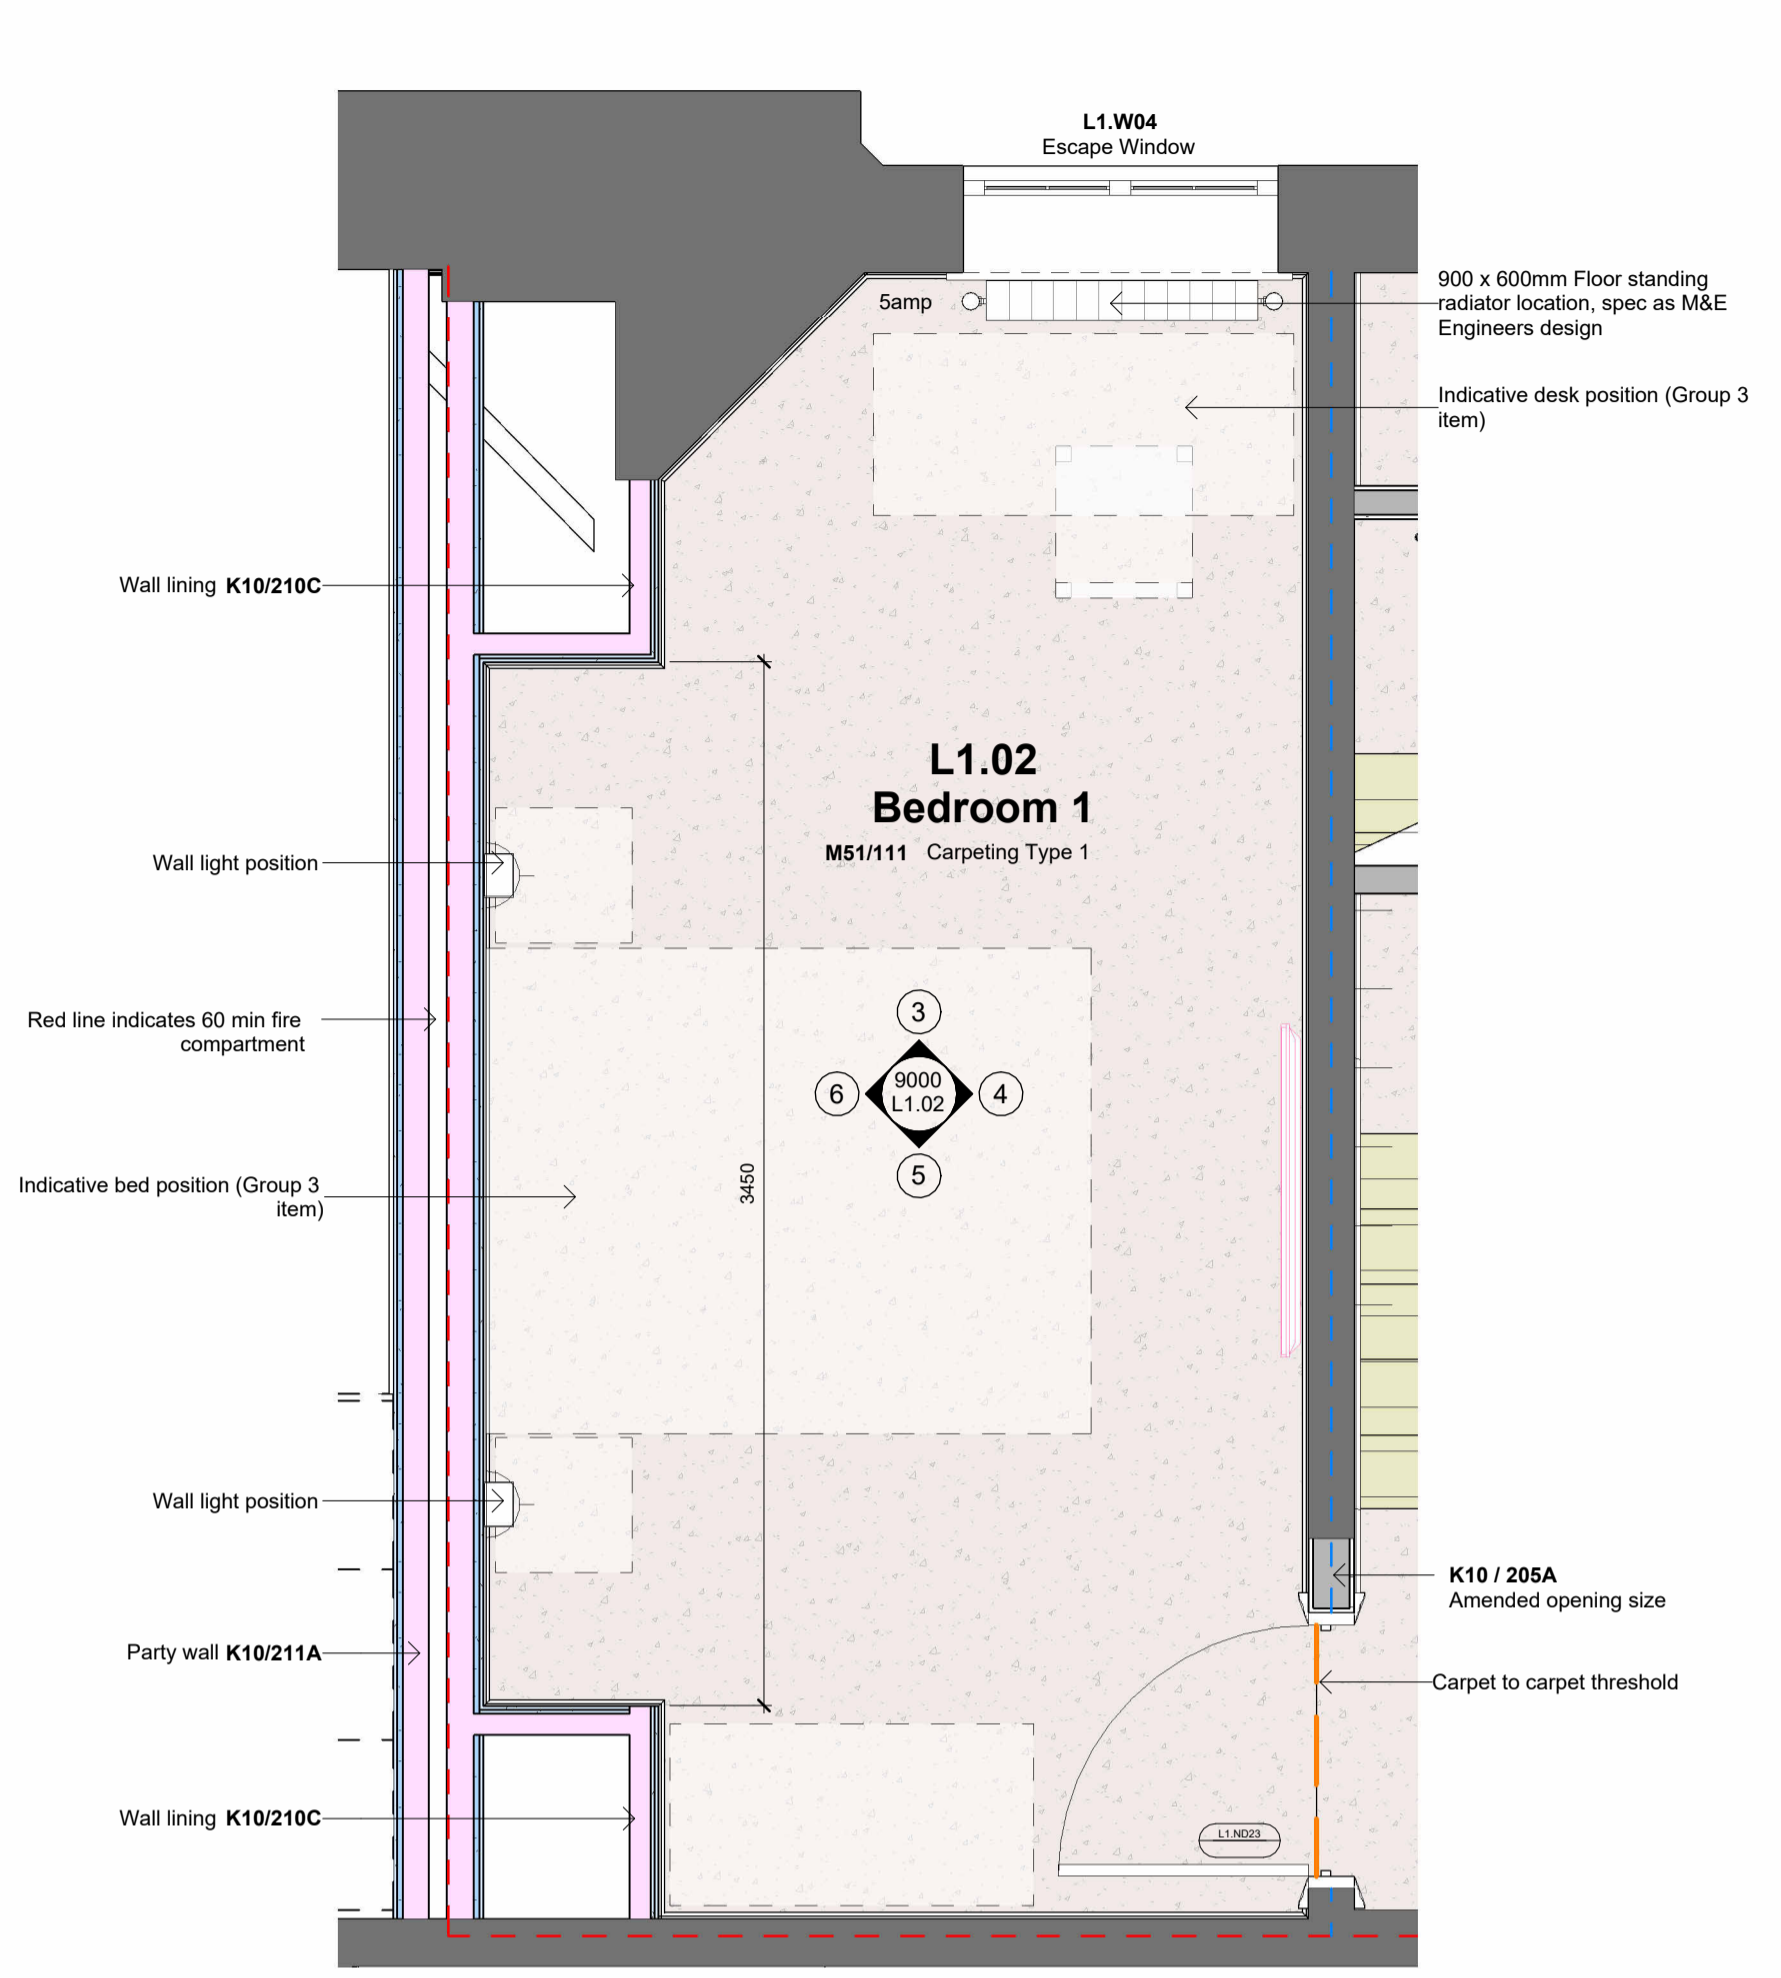 L1.W04
Escape Window
900 x 600mm Floor standing
radiator location, spec as M&E
Engineers design
5amp
Indicative desk position (Group 3
item)
Wall lining K10/210C
L1.02
Bedroom 1
M51/111 Carpeting Type 1
Wall light position
Red line indicates 60 min fire
compartment
3
9000
L1.02
6
4
5
3450
Indicative bed position (Group 3
item)
Wall light position
K10 / 205A
Amended opening size
Party wall K10/211A
Carpet to carpet threshold
Wall lining K10/210C
L1.ND23